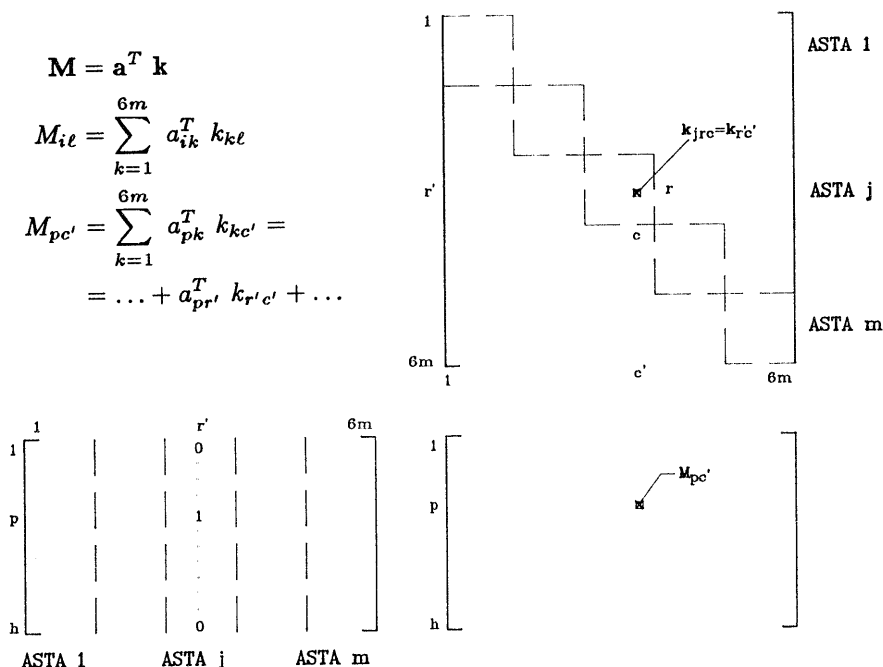 M = a^T k
M_{iℓ} = \sum_{k=1}^{6m} a^T_{ik} k_{kℓ}
M_{pc'} = \sum_{k=1}^{6m} a^T_{pk} k_{kc'} =
= ... + a^T_{pr'} k_{r'c'} + ...
1
ASTA 1
k_{jrc}=k_{r'c'}
r' r ASTA j
c
ASTA m
6m
1 c' 6m
1 r' 6m
1 0
p 1
h 0
ASTA 1 ASTA j ASTA m
1
M_{pc'}
p
h